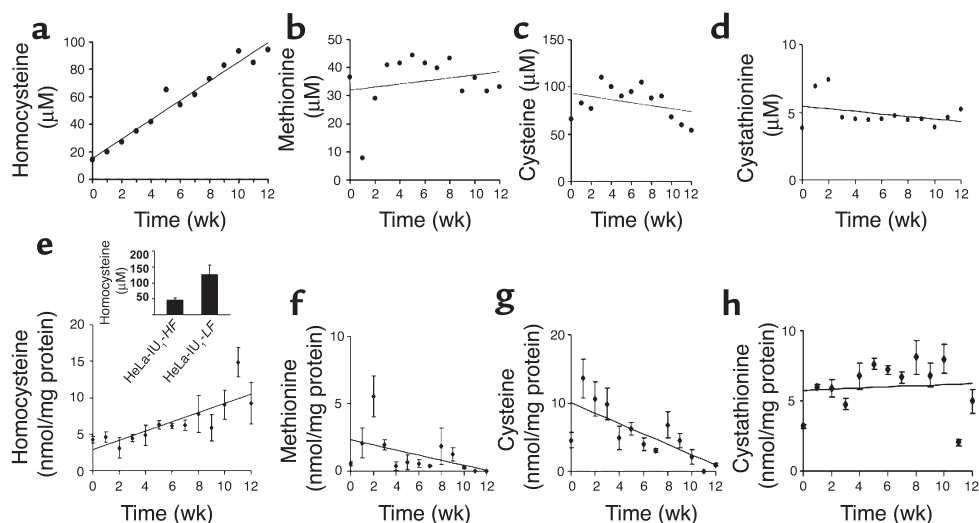 a
Homocysteine
(µM)
100
80
60
40
20
0
0 2 4 6 8 10 12
Time (wk)
b
Methionine
(µM)
50
40
30
20
10
0
0 2 4 6 8 10 12
Time (wk)
c
Cysteine (µM)
150
100
50
0
0 2 4 6 8 10 12
Time (wk)
d
Cystathionine
(µM)
10
5
0
0 2 4 6 8 10 12
Time (wk)
e
Homocysteine
(µM)
200
150
100
50
HeLa-IU1-HF
HeLa-IU1-LF
Homocysteine
(nmol/mg protein)
20
15
10
5
0
0 2 4 6 8 10 12
Time (wk)
f
Methionine
(nmol/mg protein)
10
5
0
0 2 4 6 8 10 12
Time (wk)
g
Cysteine
(nmol/mg protein)
20
15
10
5
0
0 2 4 6 8 10 12
Time (wk)
h
Cystathionine
(nmol/mg protein)
10
5
0
0 2 4 6 8 10 12
Time (wk)